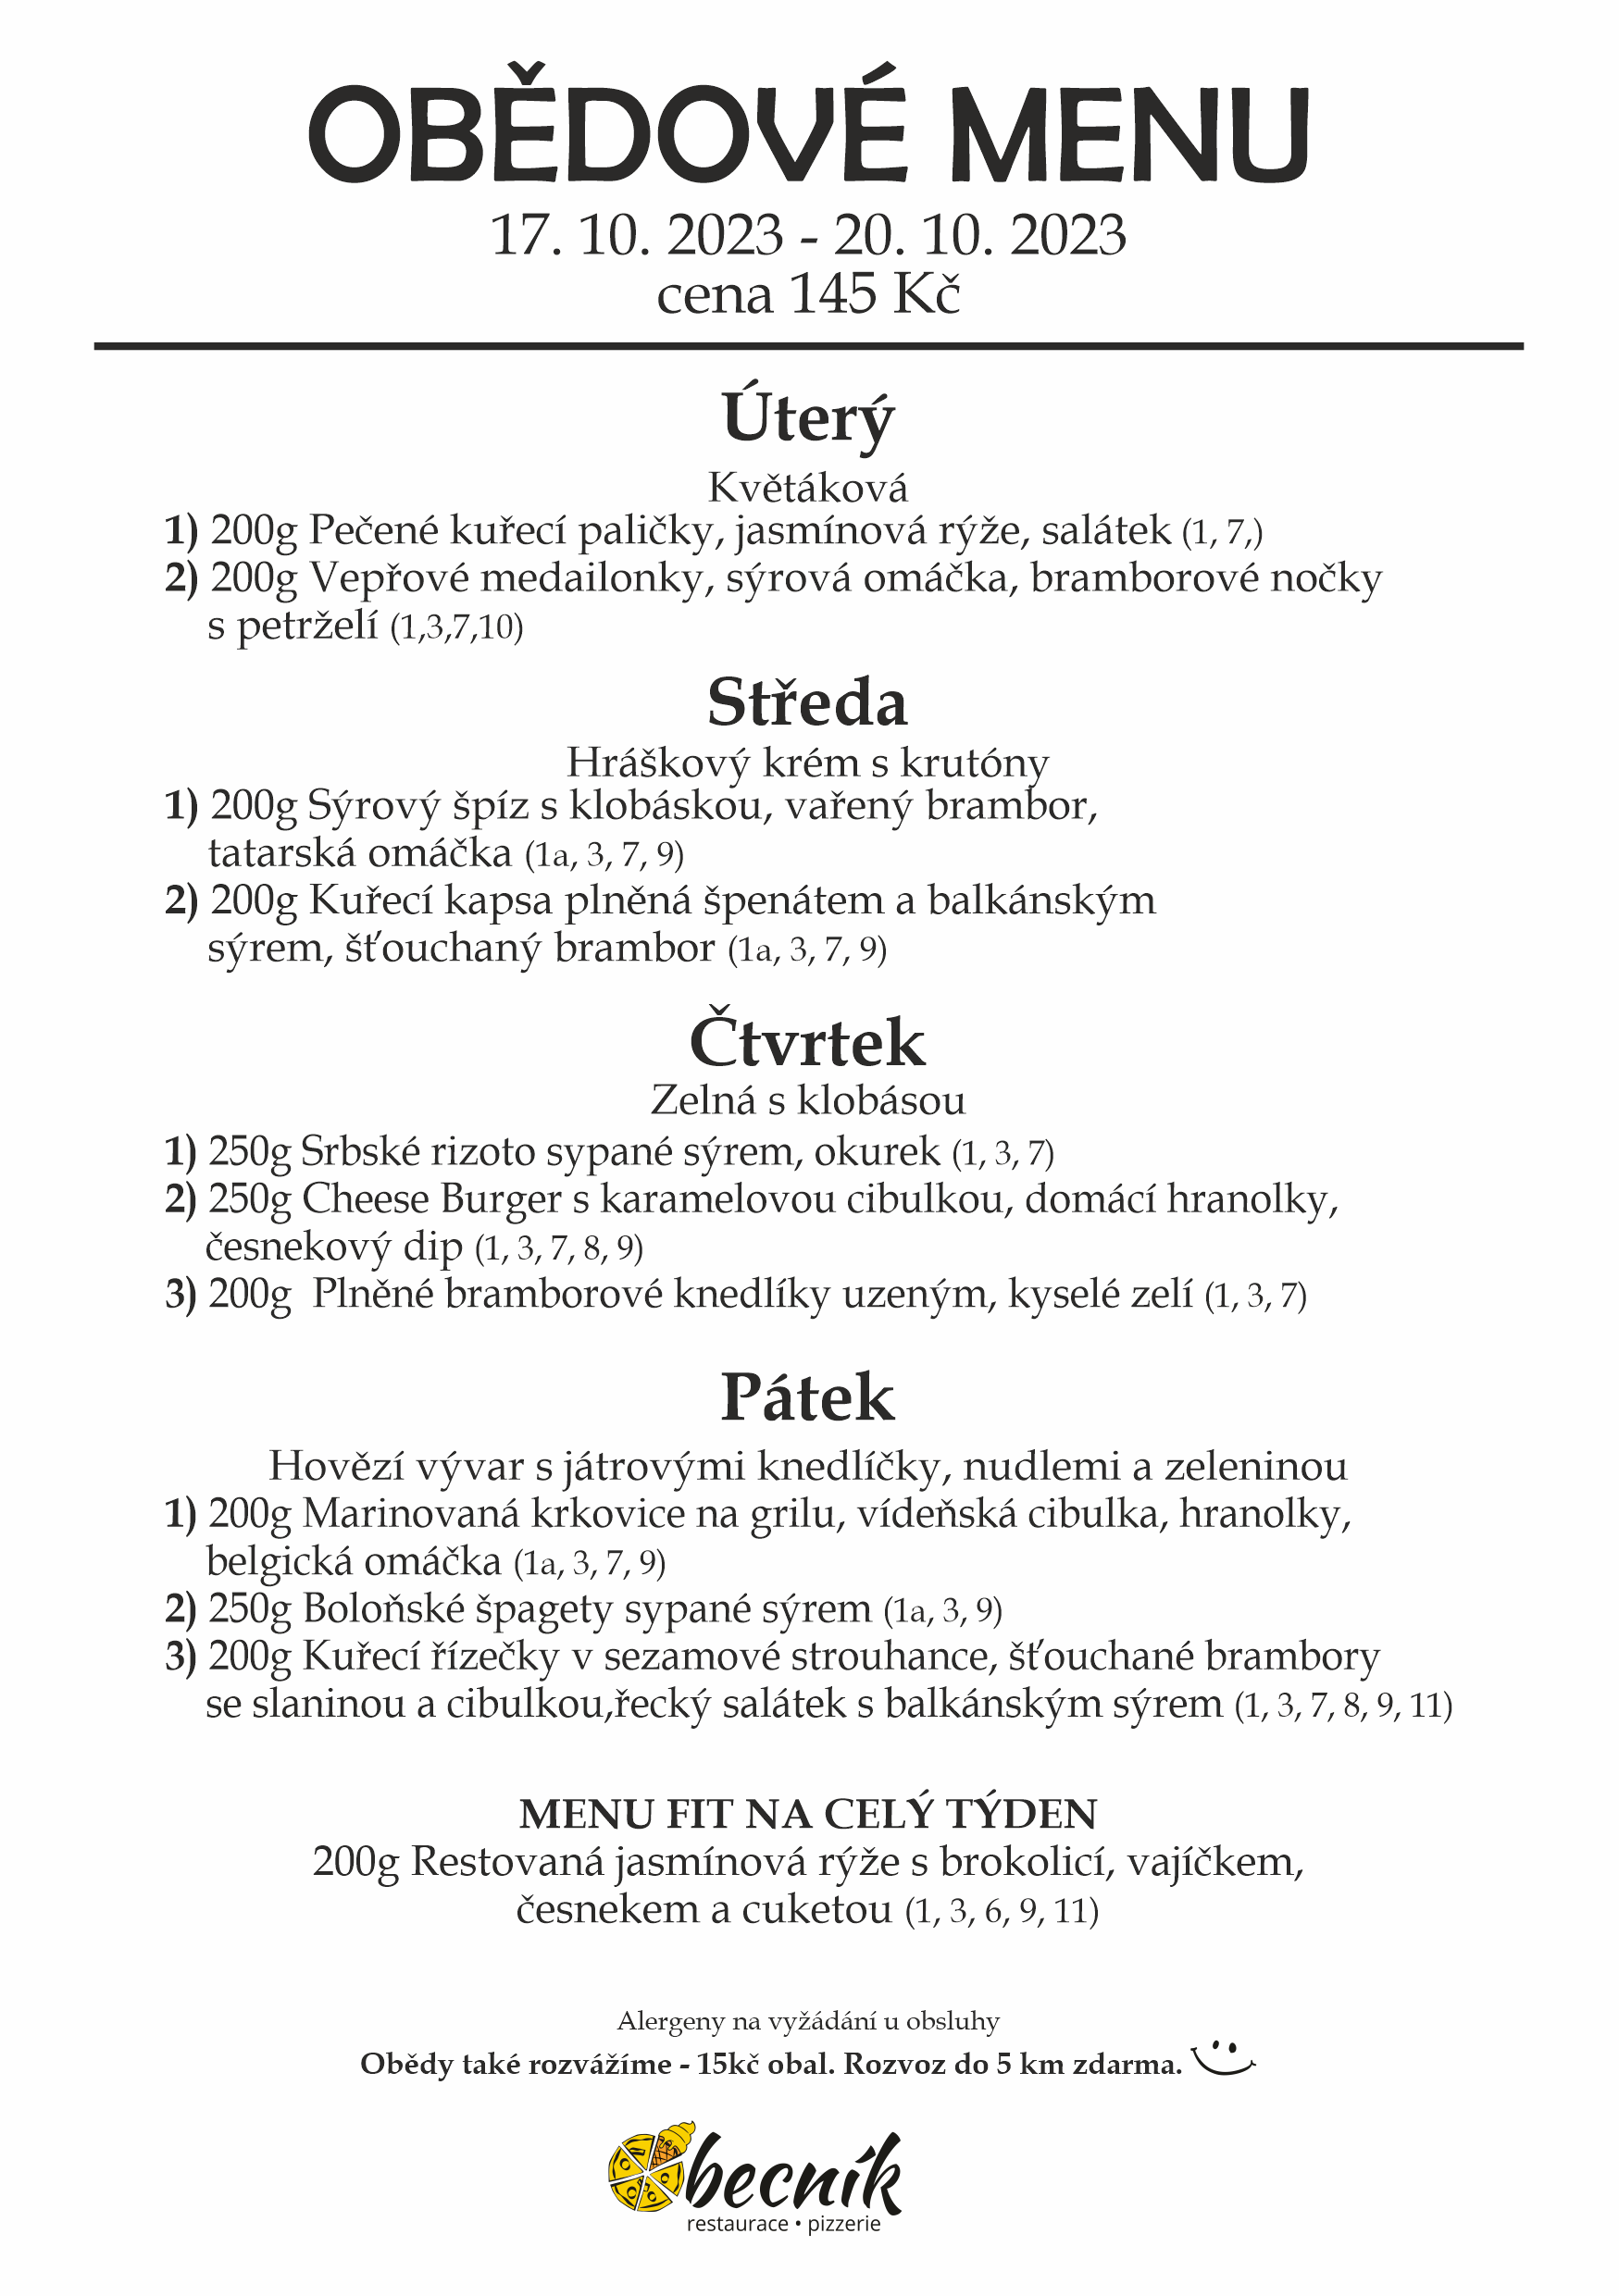 OBĚDOVÉ MENU
17. 10. 2023 - 20. 10. 2023
cena 145 Kč
Úterý
Květáková
1) 200g Pečené kuřecí paličky, jasmínová rýže, salátek (1, 7,)
2) 200g Vepřové medailonky, sýrová omáčka, bramborové nočky
s petrželí (1,3,7,10)
Středa
Hráškový krém s krutóny
1) 200g Sýrový špíz s klobáskou, vařený brambor,
tatarská omáčka (1a, 3, 7, 9)
2) 200g Kuřecí kapsa plněná špenátem a balkánským
sýrem, šťouchaný brambor (1a, 3, 7, 9)
Čtvrtek
Zelná s klobásou
1) 250g Srbské rizoto sypané sýrem, okurek (1, 3, 7)
2) 250g Cheese Burger s karamelovou cibulkou, domácí hranolky,
česnekový dip (1, 3, 7, 8, 9)
3) 200g Plněné bramborové knedlíky uzeným, kyselé zelí (1, 3, 7)
Pátek
Hovězí vývar s játrovými knedlíčky, nudlemi a zeleninou
1) 200g Marinovaná krkovice na grilu, vídeňská cibulka, hranolky,
belgická omáčka (1a, 3, 7, 9)
2) 250g Boloňské špagety sypané sýrem (1a, 3, 9)
3) 200g Kuřecí řízečky v sezamové strouhance, šťouchané brambory
se slaninou a cibulkou,řecký salátek s balkánským sýrem (1, 3, 7, 8, 9, 11)
MENU FIT NA CELÝ TÝDEN
200g Restovaná jasmínová rýže s brokolicí, vajíčkem,
česnekem a cuketou (1, 3, 6, 9, 11)
Alergeny na vyžádání u obsluhy
Obědy také rozvážíme - 15kč obal. Rozvoz do 5 km zdarma.
becník
restaurace • pizzerie